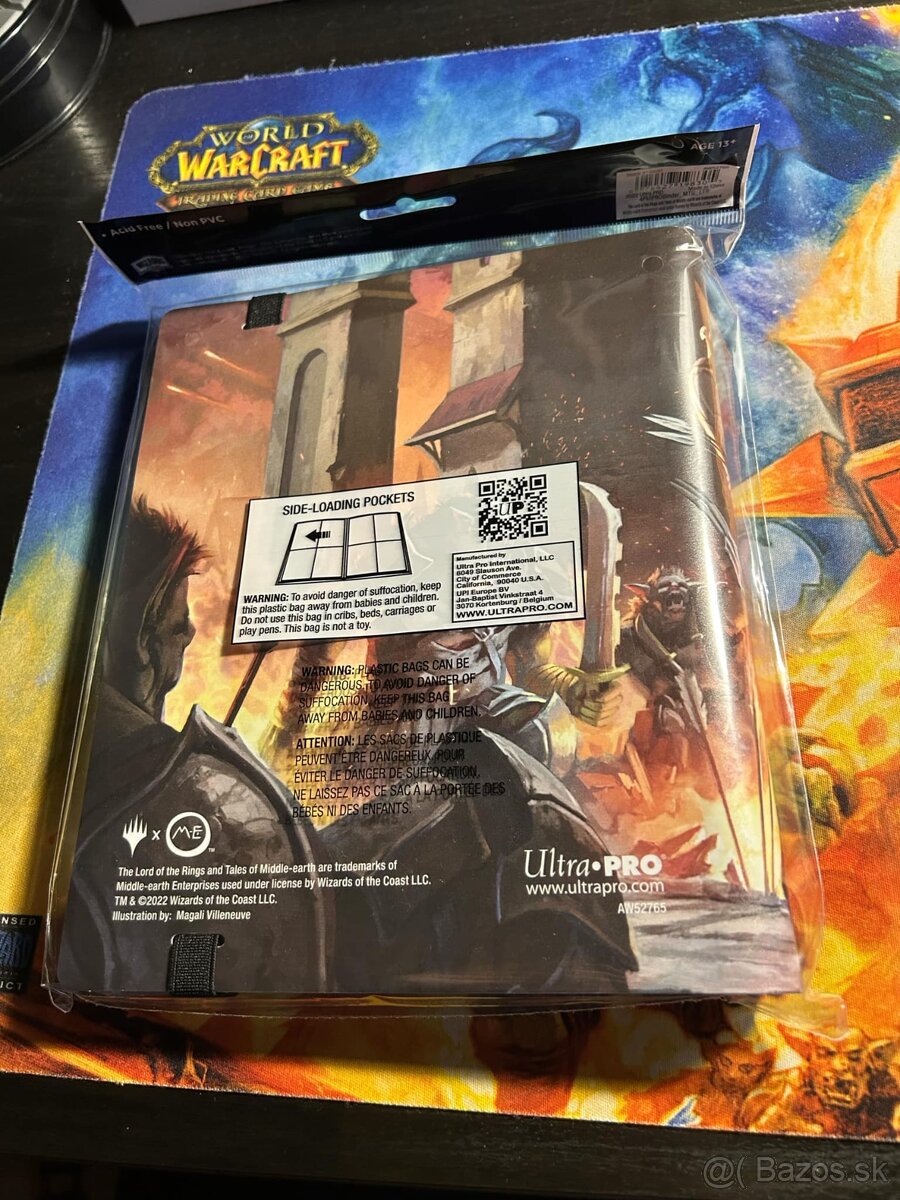 WORLD
WARCRAFT
TRADING CARD GAME
AGE 13+
• Acid Free / Non PVC
SIDE-LOADING POCKETS
UP
WARNING: To avoid danger of suffocation, keep
this plastic bag away from babies and children.
Do not use this bag in cribs, beds, carriages or
play pens. This bag is not a toy.
Manufactured by
Ultra Pro International, LLC
6049 Slauson Ave.
City of Commerce
California, 90040 U.S.A.
UPI Europe BV
Jan-Baptist Vinkstraat 4
3070 Kortenburg / Belgium
WWW.ULTRAPRO.COM
WARNING: PLASTIC BAGS CAN BE
DANGEROUS. TO AVOID DANGER OF
SUFFOCATION, KEEP THIS BAG
AWAY FROM BABIES AND CHILDREN.
ATTENTION: LES SACS DE PLASTIQUE
PEUVENT ÊTRE DANGEREUX. POUR
ÉVITER LE DANGER DE SUFFOCATION,
NE LAISSEZ PAS CE SAC À LA PORTÉE DES
BÉBÉS NI DES ENFANTS.
x M-E ™
The Lord of the Rings and Tales of Middle-earth are trademarks of
Middle-earth Enterprises used under license by Wizards of the Coast LLC.
TM & ©2022 Wizards of the Coast LLC.
Illustration by: Magali Villeneuve
Ultra•PRO®
www.ultrapro.com
AW52765
NSED
ICT
@( Bazos.sk